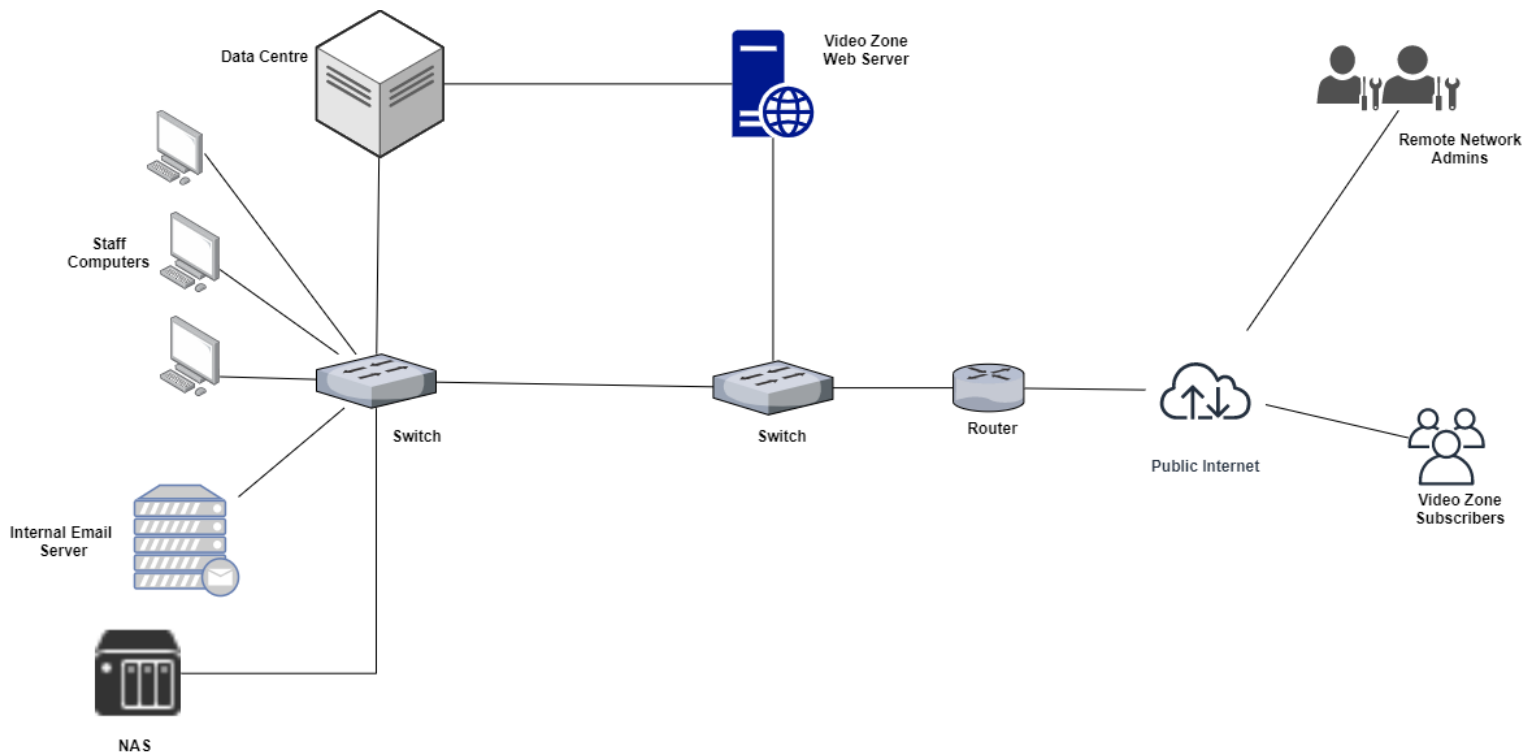 Data Centre
Video Zone
Web Server
Remote Network
Admins
Staff
Computers
Switch
Switch
Router
Public Internet
Video Zone
Subscribers
Internal Email
Server
NAS